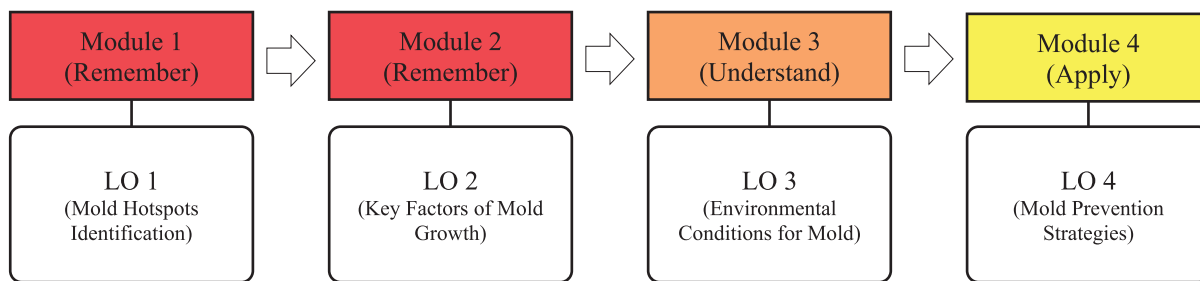 Module 1
(Remember)
Module 2
(Remember)
Module 3
(Understand)
Module 4
(Apply)
LO 1
(Mold Hotspots
Identification)
LO 2
(Key Factors of Mold
Growth)
LO 3
(Environmental
Conditions for Mold)
LO 4
(Mold Prevention
Strategies)